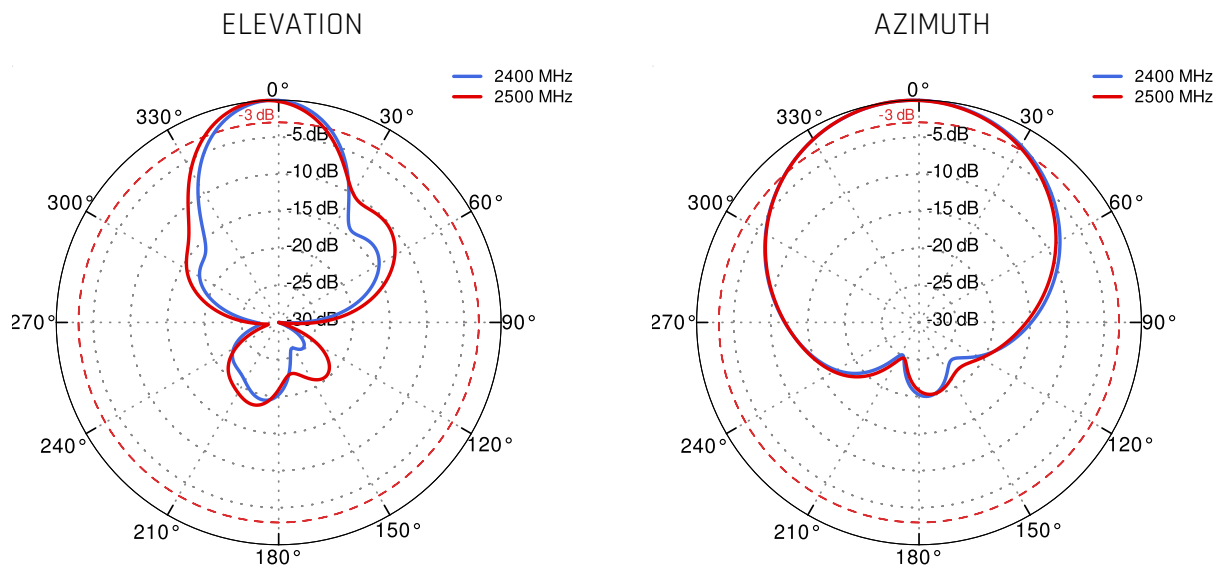 ELEVATION
2400 MHz
2500 MHz
0°
330°
30°
-3 dB
-5 dB
-10 dB
300°
60°
-15 dB
-20 dB
-25 dB
270°
-30 dB
90°
240°
120°
210°
150°
180°
AZIMUTH
2400 MHz
2500 MHz
0°
330°
30°
-3 dB
-5 dB
-10 dB
300°
60°
-15 dB
-20 dB
-25 dB
270°
-30 dB
90°
240°
120°
210°
150°
180°